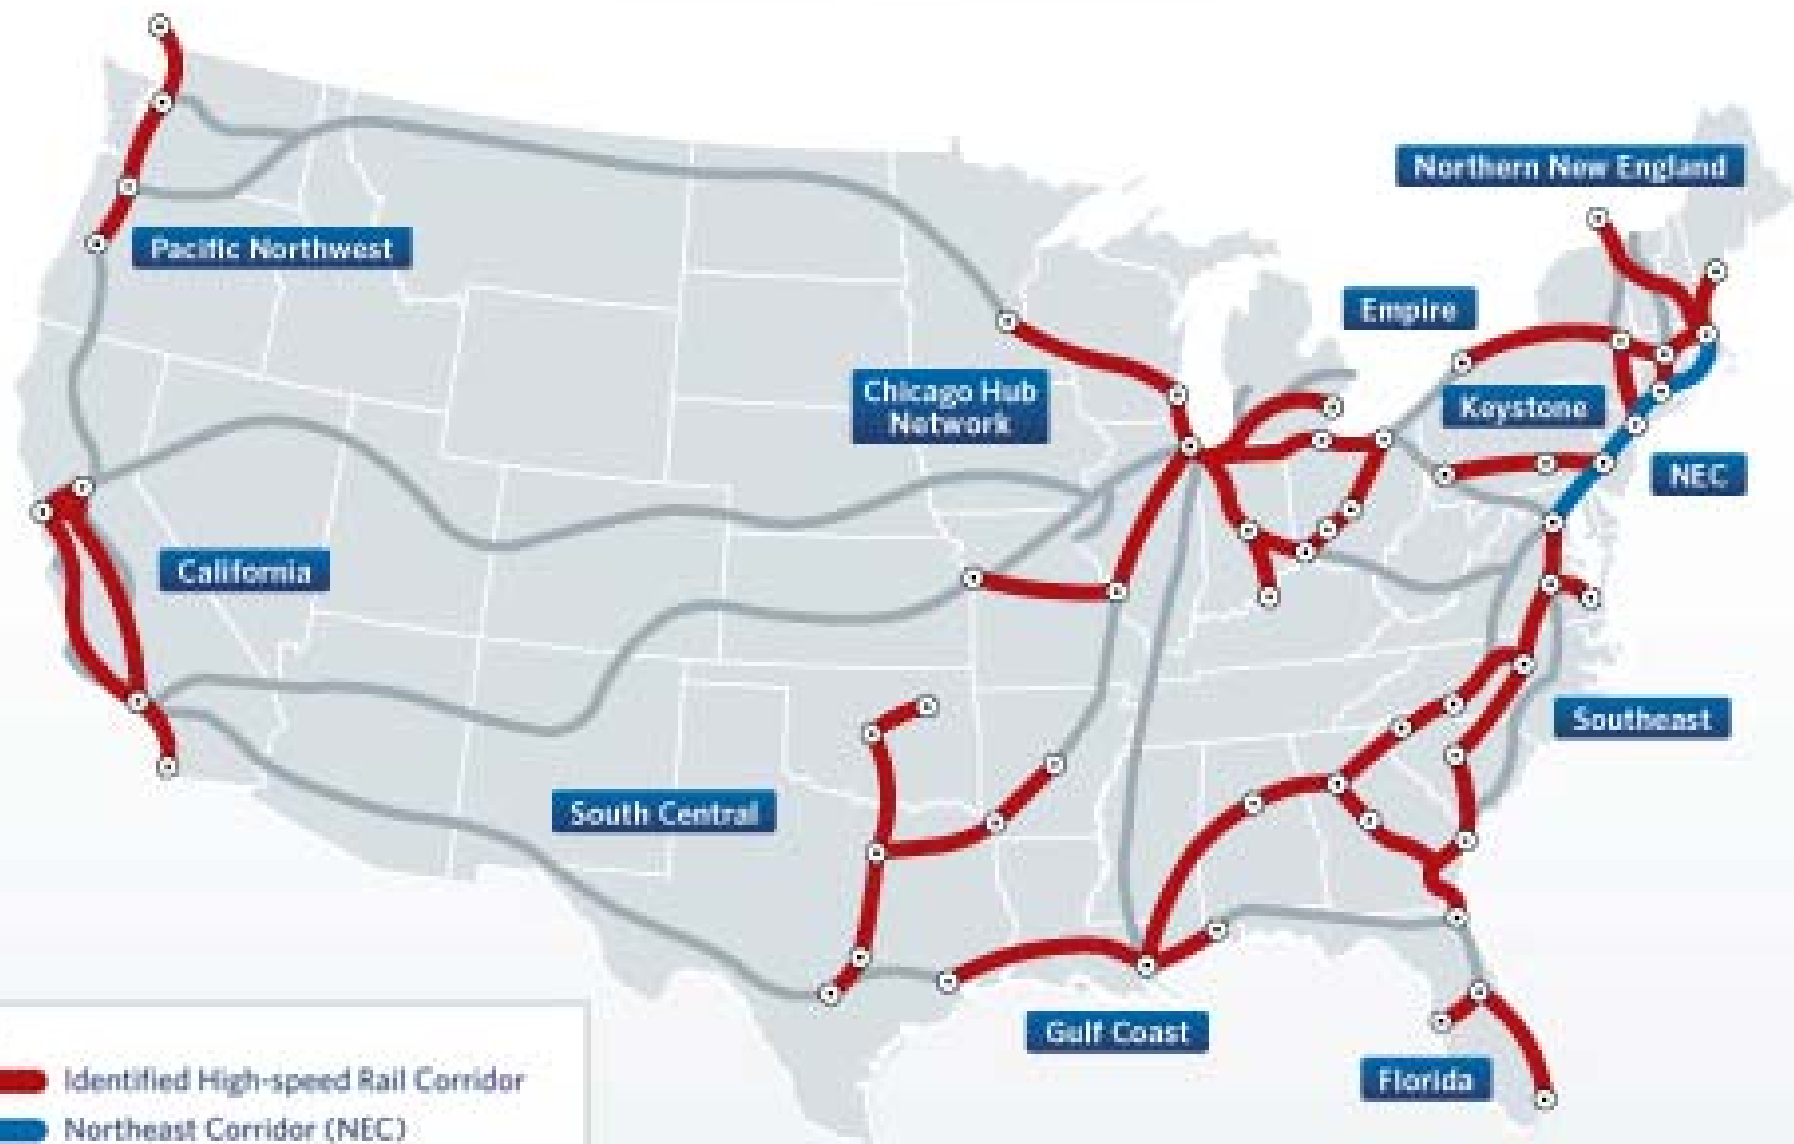 Northern New England
Pacific Northwest
Empire
Chicago Hub
Network
Keystone
NEC
California
Southeast
South Central
Gulf Coast
Florida
Identified High-speed Rail Corridor
Northeast Corridor (NEC)